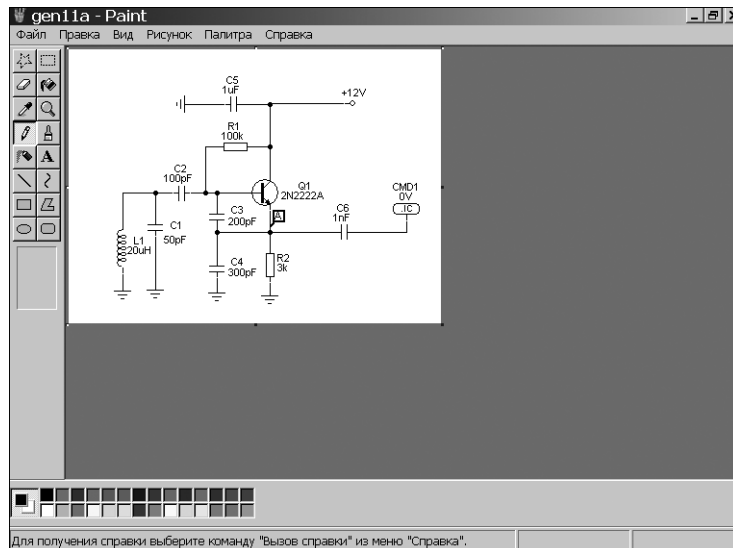 gen11a - Paint
Файл Правка Вид Рисунок Палитра Справка
C5
1uF
+12V
R1
100k
C2
100pF
Q1
2N2222A
CMD1
0V
.IC
C3
200pF
A
C6
1nF
C1
50pF
L1
20uH
C4
300pF
R2
3k
A
Для получения справки выберите команду "Вызов справки" из меню "Справка".